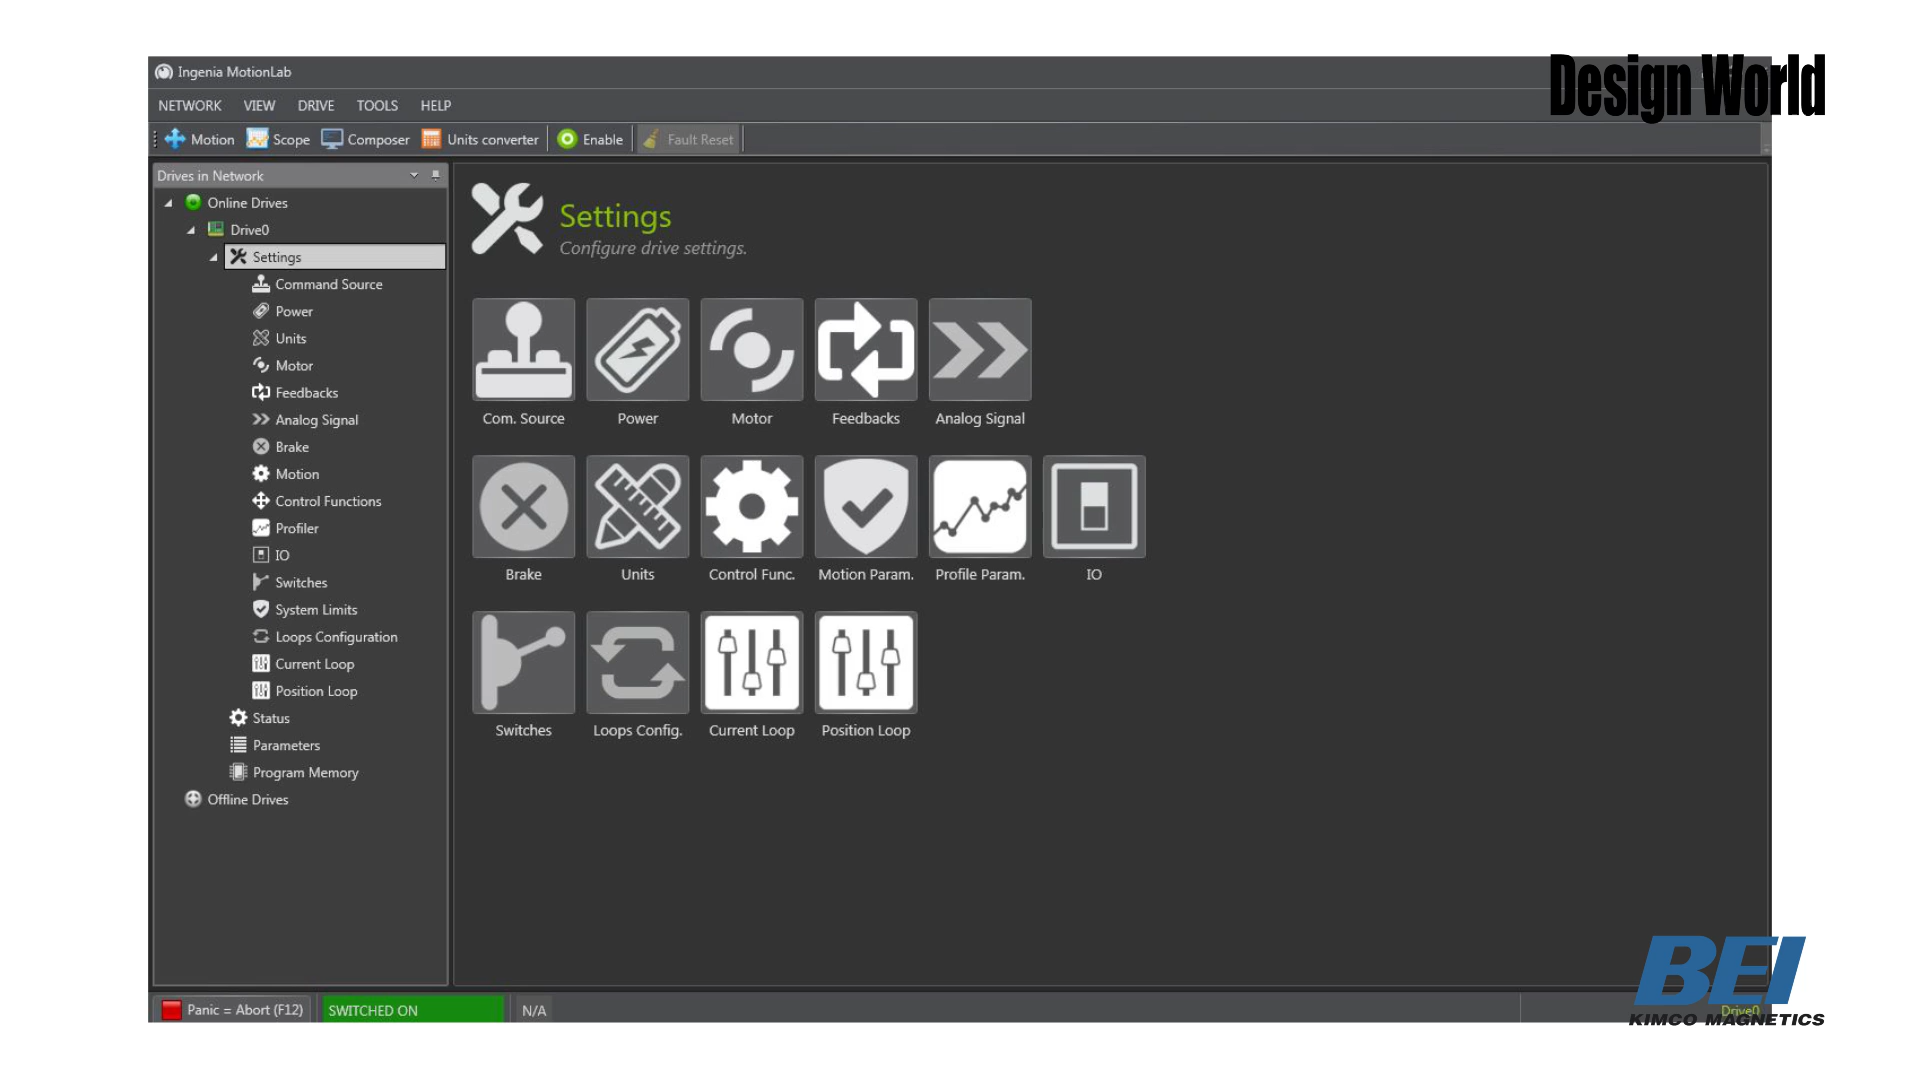 Design World
Ingenia MotionLab
NETWORK VIEW DRIVE TOOLS HELP
Motion Scope Composer Units converter Enable Fault Reset
Drives in Network
Online Drives
Drive0
Settings
Command Source
Power
Units
Motor
Feedbacks
Analog Signal
Brake
Motion
Control Functions
Profiler
IO
Switches
System Limits
Loops Configuration
Current Loop
Position Loop
Status
Parameters
Program Memory
Offline Drives
Settings
Configure drive settings.
Com. Source Power Motor Feedbacks Analog Signal
Brake Units Control Func. Motion Param. Profile Param. IO
Switches Loops Config. Current Loop Position Loop
Panic = Abort (F12) SWITCHED ON N/A Drive0
BEI
KIMCO MAGNETICS